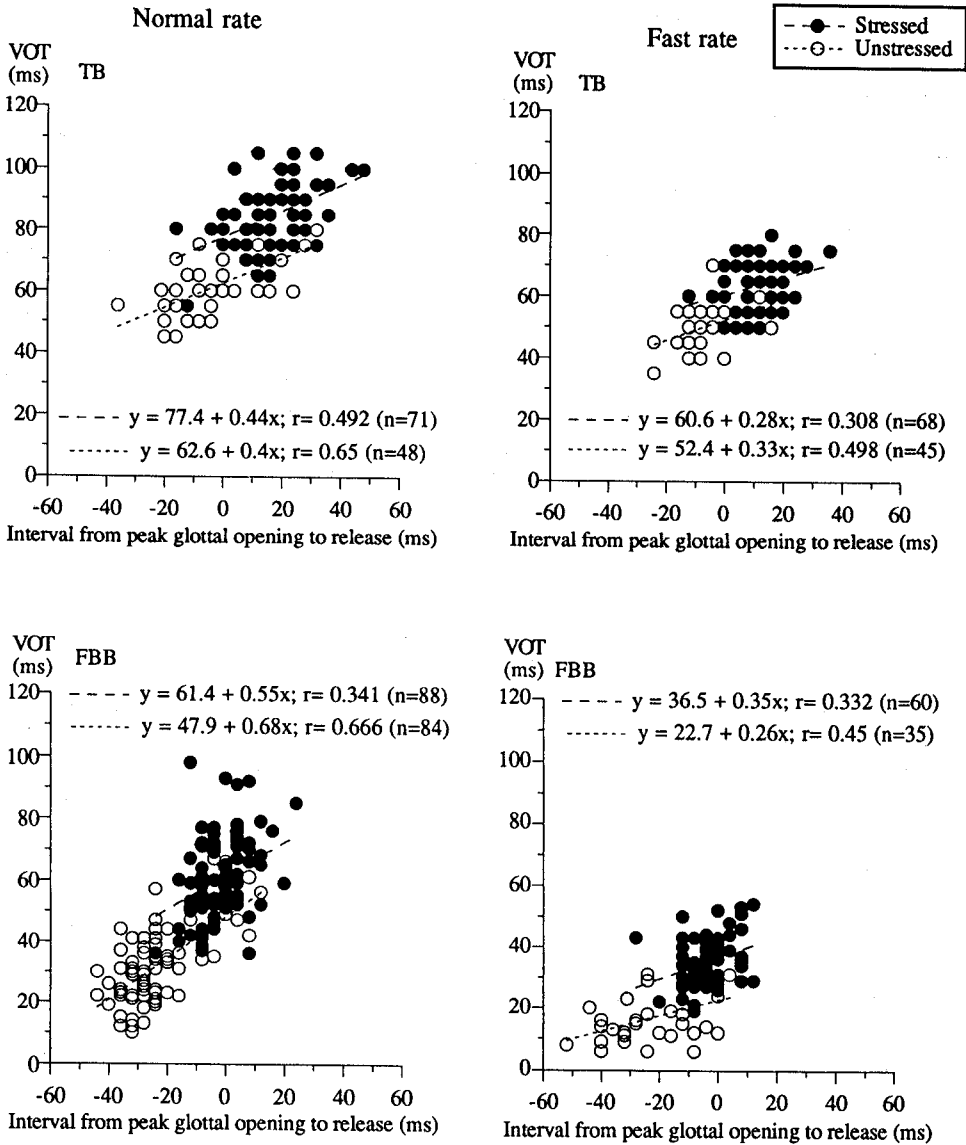 Normal rate
Fast rate
Stressed
Unstressed
VOT
(ms)
TB
120
100
80
60
40
20
0
y = 77.4 + 0.44x; r= 0.492 (n=71)
y = 62.6 + 0.4x; r= 0.65 (n=48)
-60 -40 -20 0 20 40 60
Interval from peak glottal opening to release (ms)
VOT
(ms)
TB
120
100
80
60
40
20
0
y = 60.6 + 0.28x; r= 0.308 (n=68)
y = 52.4 + 0.33x; r= 0.498 (n=45)
-60 -40 -20 0 20 40 60
Interval from peak glottal opening to release (ms)
VOT
(ms)
FBB
120
100
80
60
40
20
0
y = 61.4 + 0.55x; r= 0.341 (n=88)
y = 47.9 + 0.68x; r= 0.666 (n=84)
-60 -40 -20 0 20 40 60
Interval from peak glottal opening to release (ms)
VOT
(ms)
FBB
120
100
80
60
40
20
0
y = 36.5 + 0.35x; r= 0.332 (n=60)
y = 22.7 + 0.26x; r= 0.45 (n=35)
-60 -40 -20 0 20 40 60
Interval from peak glottal opening to release (ms)